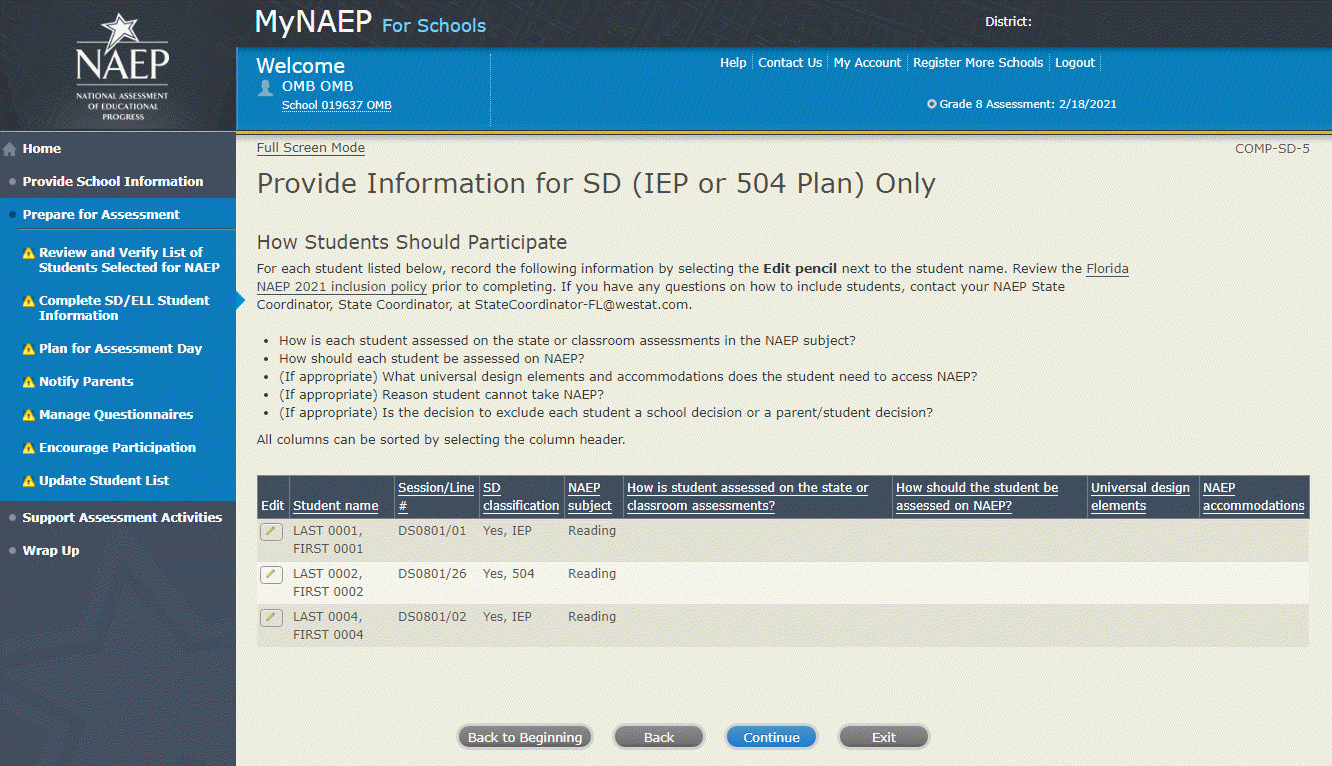 NAEP
NATIONAL ASSESSMENT
OF EDUCATIONAL
PROGRESS
MyNAEP For Schools
District:
Welcome
OMB OMB
School 019637 OMB
Help
Contact Us
My Account
Register More Schools
Logout
Grade 8 Assessment: 2/18/2021
Home
Provide School Information
Prepare for Assessment
Review and Verify List of
Students Selected for NAEP
Complete SD/ELL Student
Information
Plan for Assessment Day
Notify Parents
Manage Questionnaires
Encourage Participation
Update Student List
Support Assessment Activities
Wrap Up
Full Screen Mode
COMP-SD-5
Provide Information for SD (IEP or 504 Plan) Only
How Students Should Participate
For each student listed below, record the following information by selecting the Edit pencil next to the student name. Review the Florida
NAEP 2021 inclusion policy prior to completing. If you have any questions on how to include students, contact your NAEP State
Coordinator, State Coordinator, at StateCoordinator-FL@westat.com.
• How is each student assessed on the state or classroom assessments in the NAEP subject?
• How should each student be assessed on NAEP?
• (If appropriate) What universal design elements and accommodations does the student need to access NAEP?
• (If appropriate) Reason student cannot take NAEP?
• (If appropriate) Is the decision to exclude each student a school decision or a parent/student decision?
All columns can be sorted by selecting the column header.
Edit
Student name
Session/Line
#
SD
classification
NAEP
subject
How is student assessed on the state or
classroom assessments?
How should the student be
assessed on NAEP?
Universal design
elements
NAEP
accommodations
LAST 0001,
FIRST 0001
DS0801/01
Yes, IEP
Reading
LAST 0002,
FIRST 0002
DS0801/26
Yes, 504
Reading
LAST 0004,
FIRST 0004
DS0801/02
Yes, IEP
Reading
Back to Beginning
Back
Continue
Exit